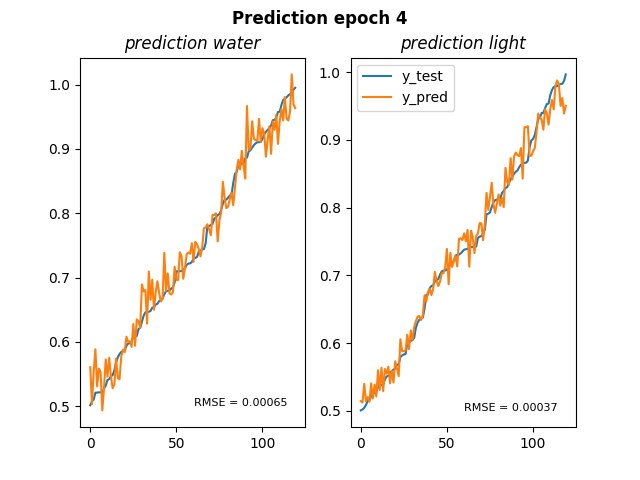 Prediction epoch 4
prediction water
prediction light
1.0
0.9
0.8
0.7
0.6
0.5
RMSE = 0.00065
0
50
100
y_test
y_pred
1.0
0.9
0.8
0.7
0.6
0.5
RMSE = 0.00037
0
50
100